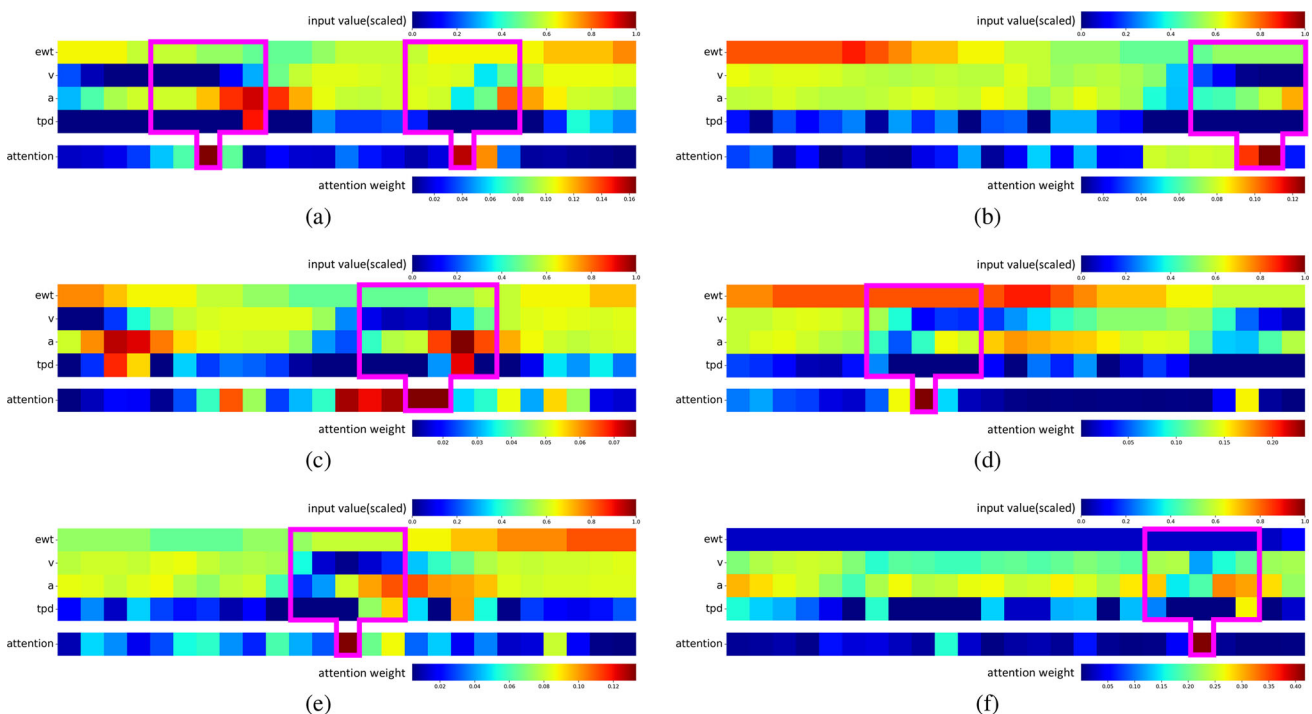 input value(scaled)
0.0 0.2 0.4 0.6 0.8 1.0
ewt
v
a
tpd
attention
attention weight
0.02 0.04 0.06 0.08 0.10 0.12 0.14 0.16
(a)
input value(scaled)
0.0 0.2 0.4 0.6 0.8 1.0
ewt
v
a
tpd
attention
attention weight
0.02 0.04 0.06 0.08 0.10 0.12
(b)
input value(scaled)
0.0 0.2 0.4 0.6 0.8 1.0
ewt
v
a
tpd
attention
attention weight
0.02 0.03 0.04 0.05 0.06 0.07
(c)
input value(scaled)
0.0 0.2 0.4 0.6 0.8 1.0
ewt
v
a
tpd
attention
attention weight
0.05 0.10 0.15 0.20
(d)
input value(scaled)
0.0 0.2 0.4 0.6 0.8 1.0
ewt
v
a
tpd
attention
attention weight
0.02 0.04 0.06 0.08 0.10 0.12
(e)
input value(scaled)
0.0 0.2 0.4 0.6 0.8 1.0
ewt
v
a
tpd
attention
attention weight
0.05 0.10 0.15 0.20 0.25 0.30 0.35 0.40
(f)